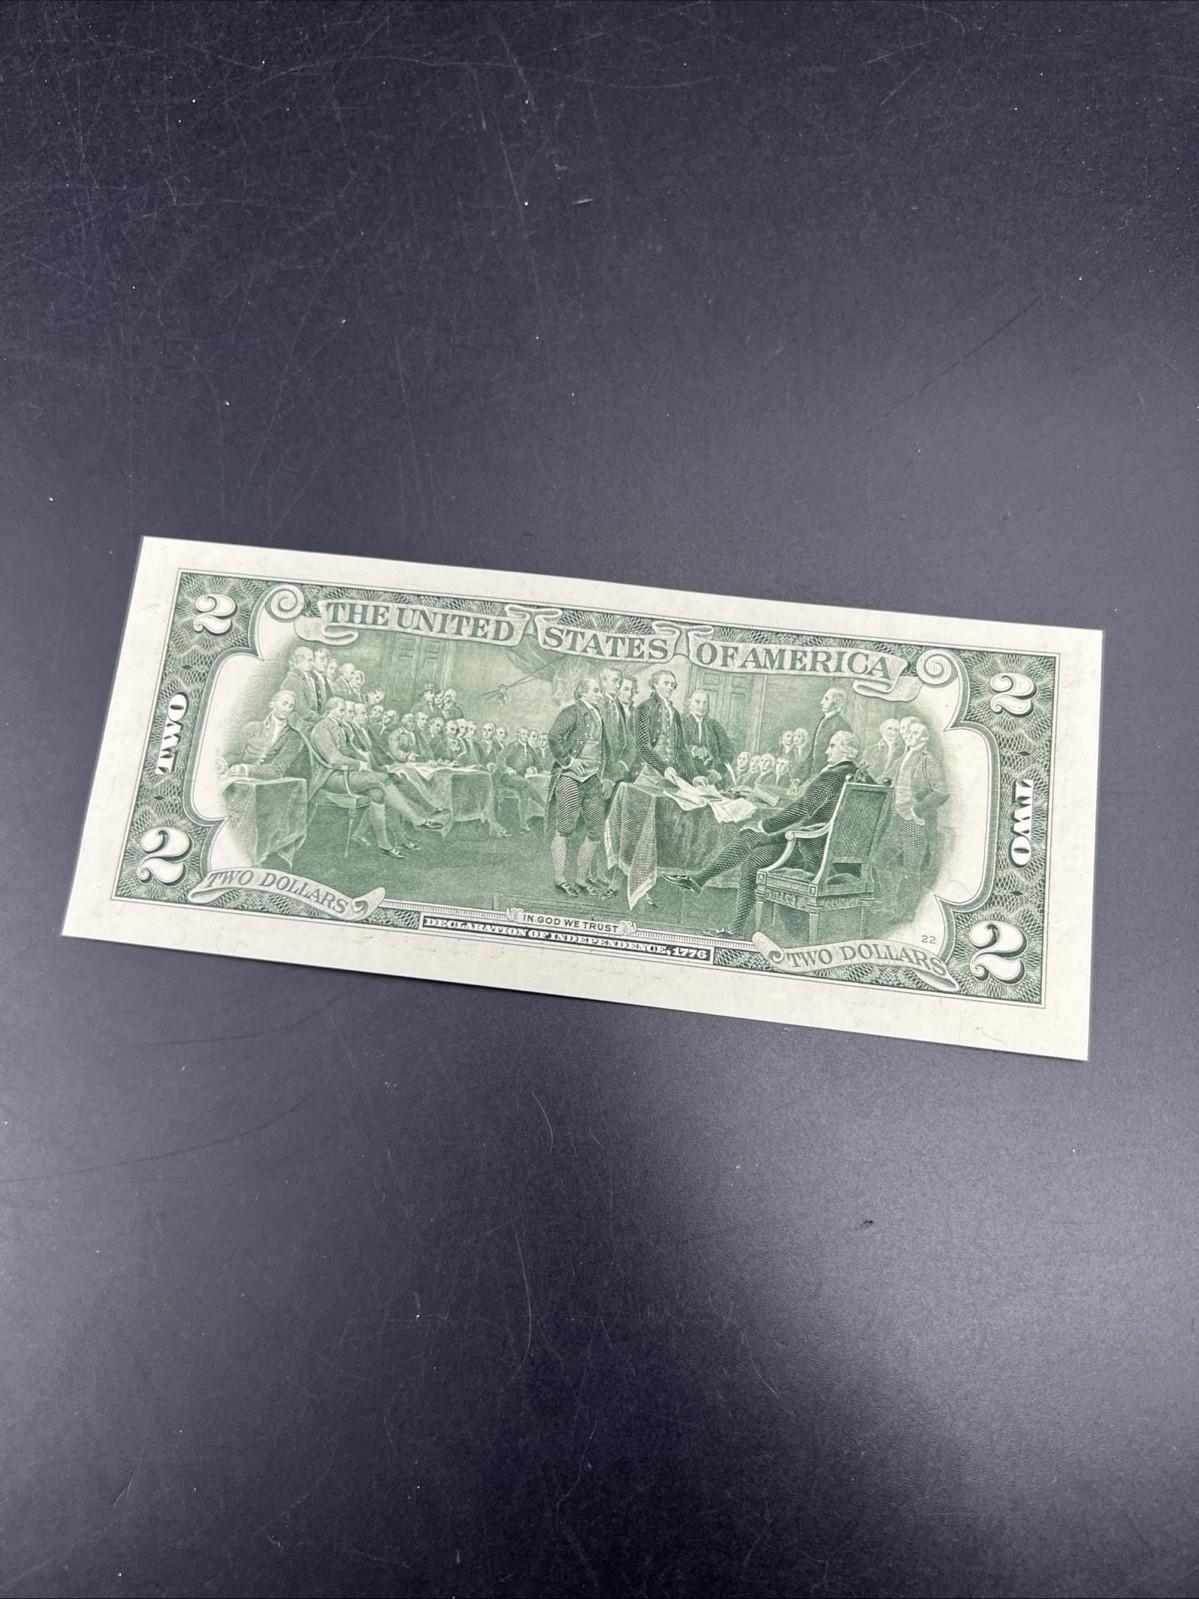 2
THE UNITED STATES OF AMERICA
2
TWO
TWO
2
TWO DOLLARS
IN GOD WE TRUST
DECLARATION OF INDEPENDENCE, 1776
22
TWO DOLLARS
2